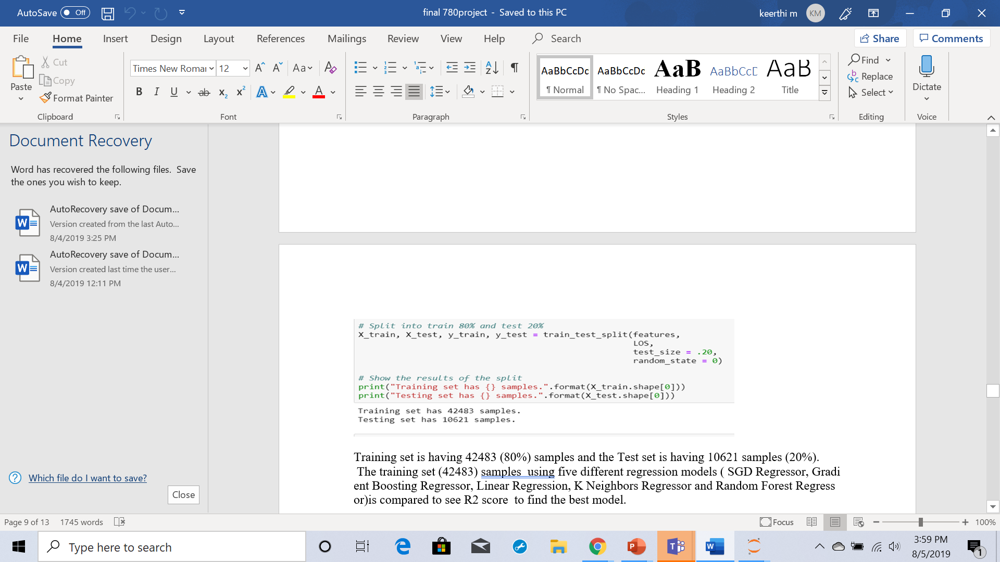 AutoSave Off final 780project - Saved to this PC keerthi m KM
File Home Insert Design Layout References Mailings Review View Help Search Share Comments
Paste Cut Copy Format Painter
Clipboard
Times New Romar 12
Font
Paragraph
AaBbCcDc AaBbCcDc AaB AaBbCcD AaB
¶ Normal ¶ No Spac... Heading 1 Heading 2 Title
Styles
Find
Replace
Select
Editing
Dictate
Voice
Document Recovery
Word has recovered the following files. Save
the ones you wish to keep.
AutoRecovery save of Docum...
Version created from the last Auto...
8/4/2019 3:25 PM
AutoRecovery save of Docum...
Version created last time the user...
8/4/2019 12:11 PM
Which file do I want to save?
Close
# Split into train 80% and test 20%
X_train, X_test, y_train, y_test = train_test_split(features,
LOS,
test_size = .20,
random_state = 0)
# Show the results of the split
print("Training set has {} samples.".format(X_train.shape[0]))
print("Testing set has {} samples.".format(X_test.shape[0]))
Training set has 42483 samples.
Testing set has 10621 samples.
Training set is having 42483 (80%) samples and the Test set is having 10621 samples (20%).
The training set (42483) samples using five different regression models ( SGD Regressor, Gradi
ent Boosting Regressor, Linear Regression, K Neighbors Regressor and Random Forest Regress
or)is compared to see R2 score to find the best model.
Page 9 of 13 1745 words Focus 100%
Type here to search
3:59 PM
8/5/2019
1